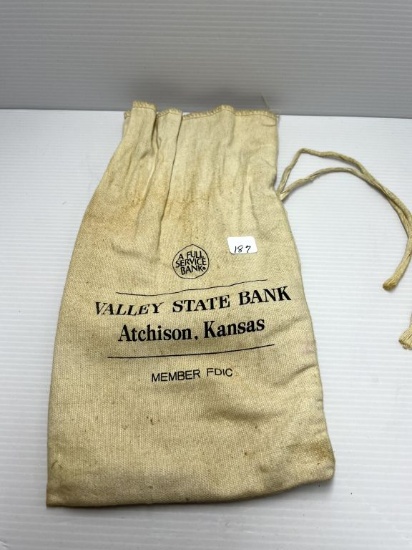 A FULL
SERVICE
BANK
187
VALLEY STATE BANK
Atchison, Kansas
MEMBER FDIC